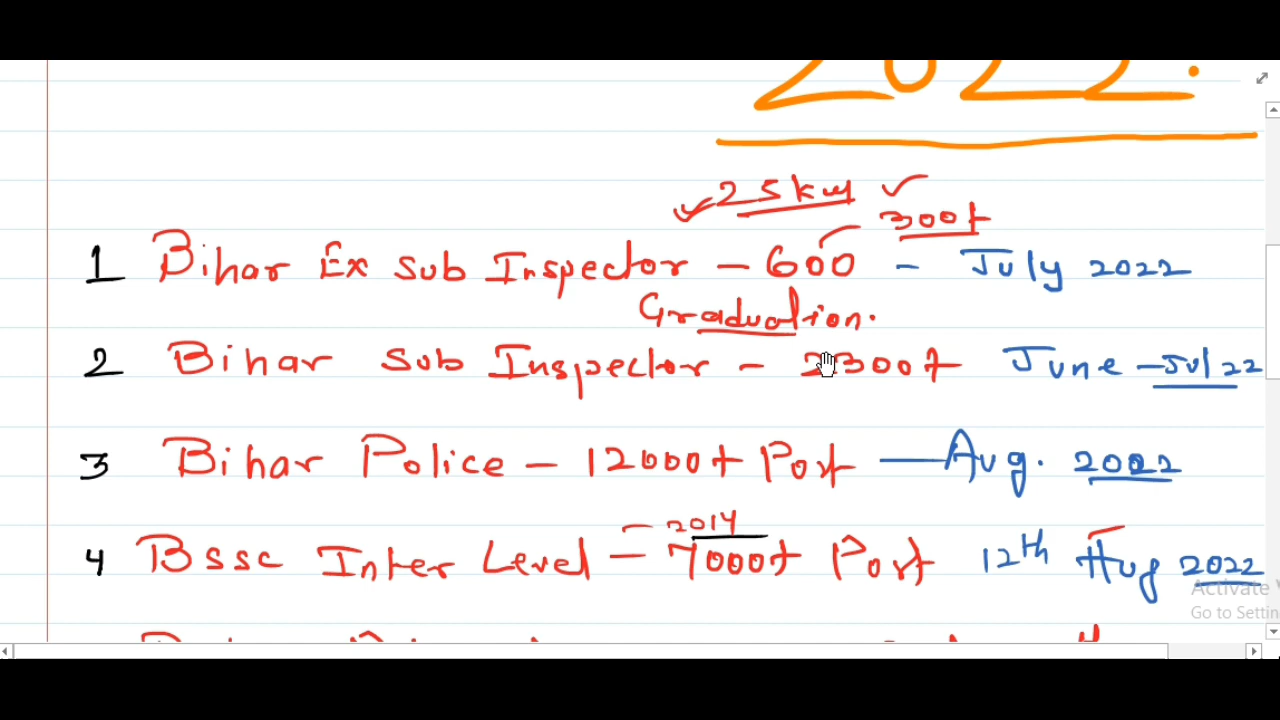 2022.
25km
300+
1 Bihar Ex Sub Inspector - 600 - July 2022
Graduation.
2 Bihar Sub Inspector - 2300+ June - Jul 22
3 Bihar Police - 12000+ Post - Aug. 2022
2014
4 Bssc Inter Level - 7000+ Post 12th Aug 2022
Activate
Go to Settin